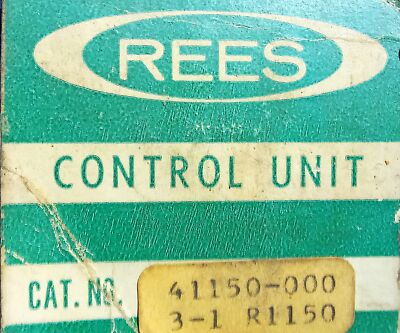 REES
CONTROL UNIT
CAT. NO. 41150-000
3-1 R1150